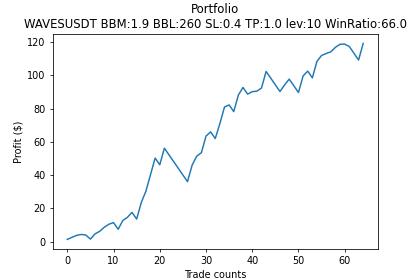 Portfolio
WAVESUSDT BBM:1.9 BBL:260 SL:0.4 TP:1.0 lev:10 WinRatio:66.0
120
100
80
60
40
20
0
Profit ($)
0 10 20 30 40 50 60
Trade counts